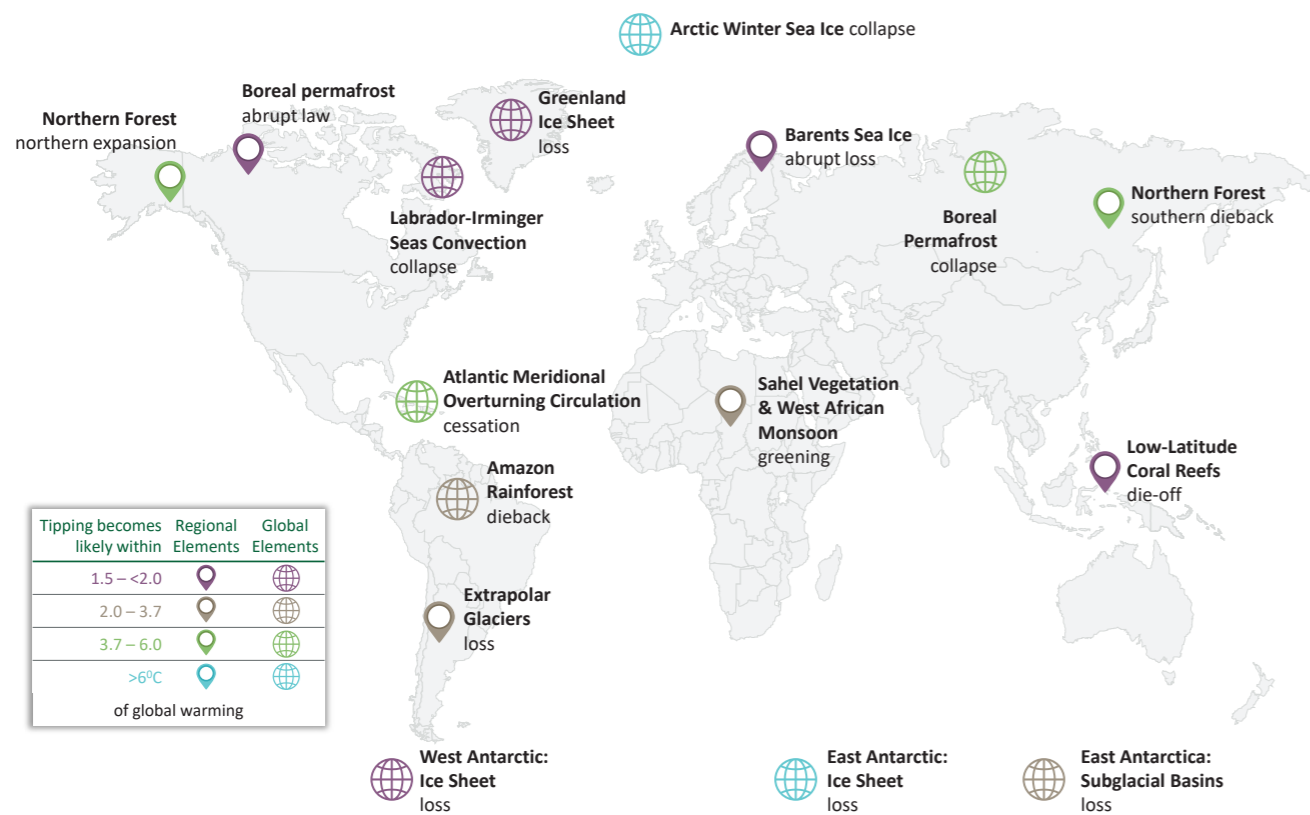 Arctic Winter Sea Ice collapse
Boreal permafrost
abrupt law
Northern Forest
northern expansion
Greenland
Ice Sheet
loss
Barents Sea Ice
abrupt loss
Labrador-Irminger
Seas Convection
collapse
Boreal
Permafrost
collapse
Northern Forest
southern dieback
Atlantic Meridional
Overturning Circulation
cessation
Sahel Vegetation
& West African
Monsoon
greening
Low-Latitude
Coral Reefs
die-off
Amazon
Rainforest
dieback
Extrapolar
Glaciers
loss
Tipping becomes Regional Global
likely within Elements Elements
1.5 – <2.0
2.0 – 3.7
3.7 – 6.0
>6⁰C
of global warming
West Antarctic:
Ice Sheet
loss
East Antarctic:
Ice Sheet
loss
East Antarctica:
Subglacial Basins
loss